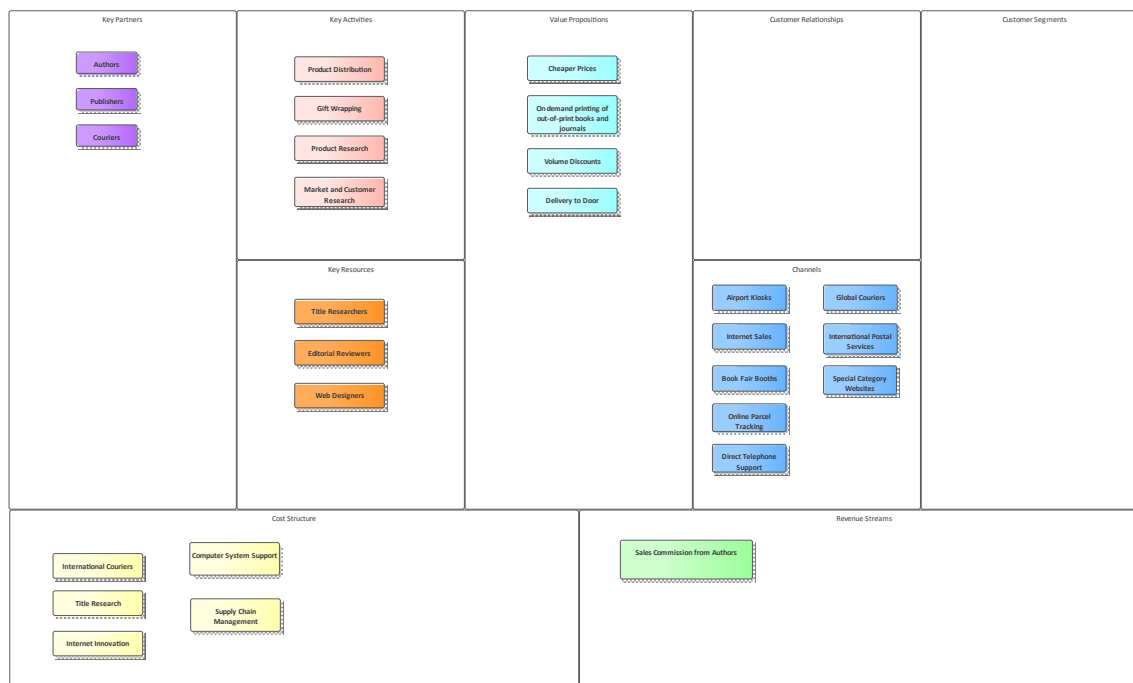 Key Partners
Authors
Publishers
Couriers
Key Activities
Product Distribution
Gift Wrapping
Product Research
Market and Customer
Research
Key Resources
Title Researchers
Editorial Reviewers
Web Designers
Value Propositions
Cheaper Prices
On demand printing of
out-of-print books and
journals
Volume Discounts
Delivery to Door
Customer Relationships
Channels
Airport Kiosks
Internet Sales
Book Fair Booths
Online Parcel
Tracking
Direct Telephone
Support
Global Couriers
International Postal
Services
Special Category
Websites
Customer Segments
Cost Structure
International Couriers
Title Research
Internet Innovation
Computer System Support
Supply Chain
Management
Revenue Streams
Sales Commission from Authors